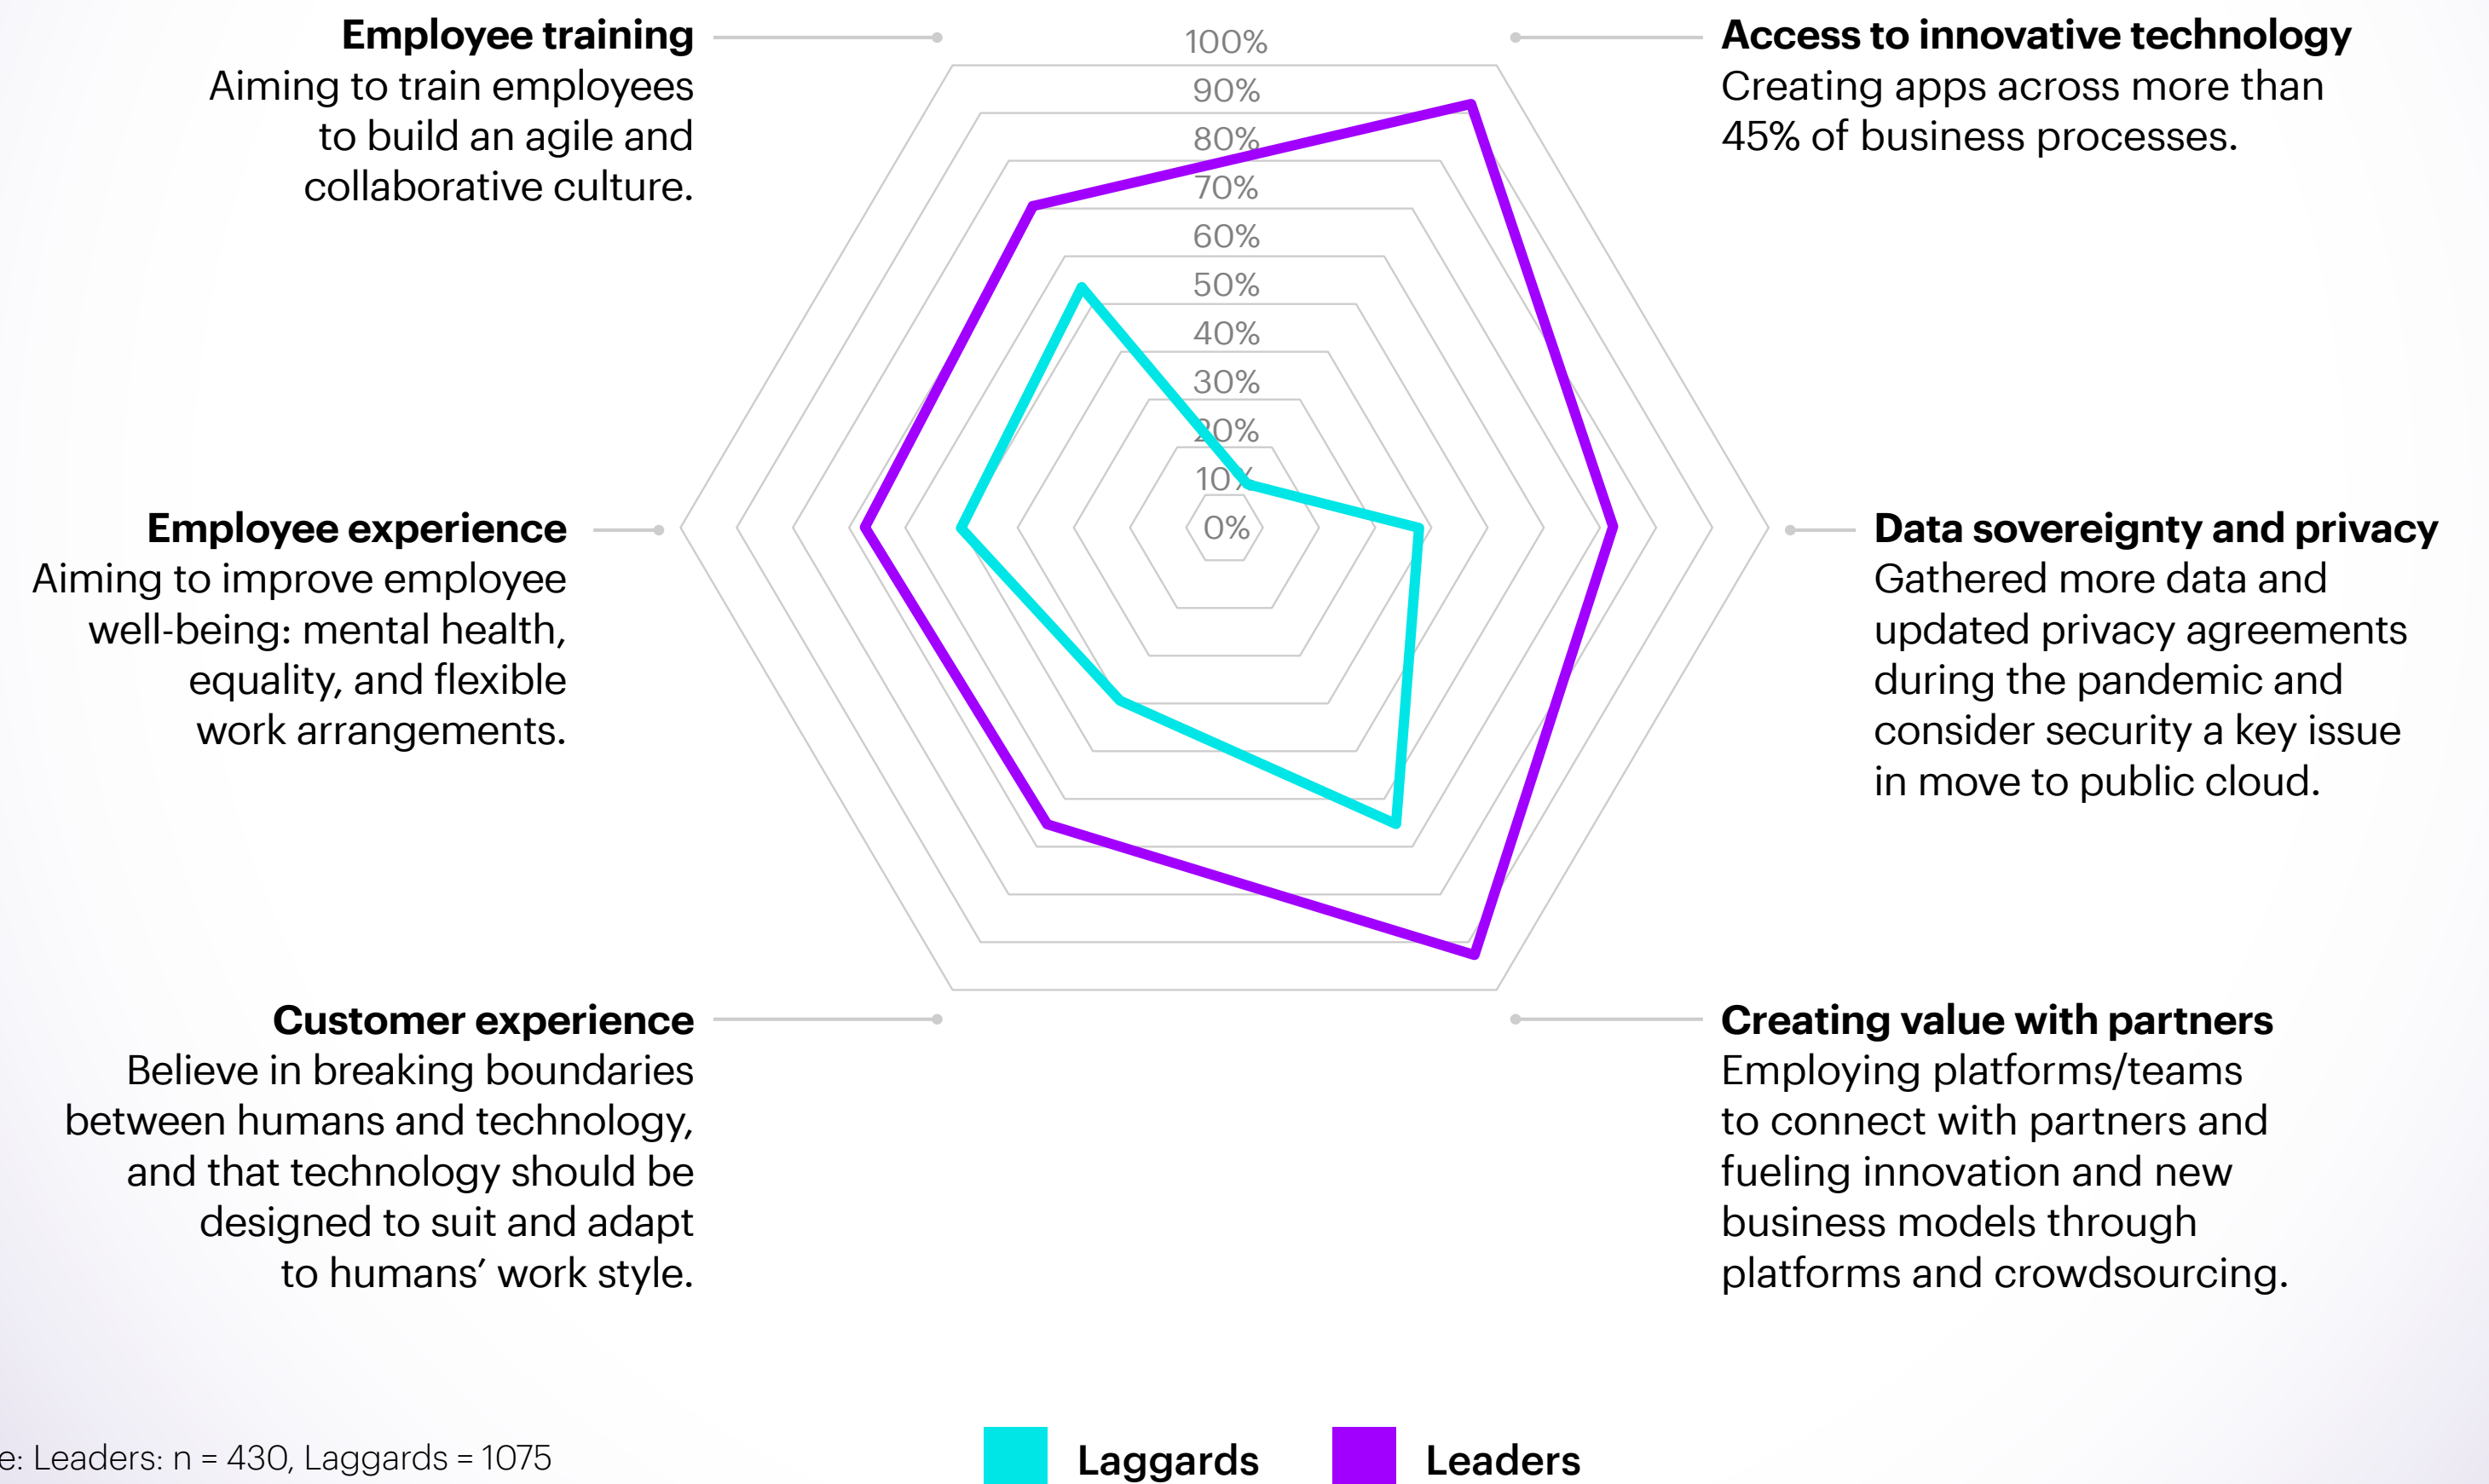 Employee training
Aiming to train employees
to build an agile and
collaborative culture.
100%
90%
80%
70%
60%
50%
40%
30%
20%
10%
0%
Access to innovative technology
Creating apps across more than
45% of business processes.
Employee experience
Aiming to improve employee
well-being: mental health,
equality, and flexible
work arrangements.
Data sovereignty and privacy
Gathered more data and
updated privacy agreements
during the pandemic and
consider security a key issue
in move to public cloud.
Customer experience
Believe in breaking boundaries
between humans and technology,
and that technology should be
designed to suit and adapt
to humans’ work style.
Creating value with partners
Employing platforms/teams
to connect with partners and
fueling innovation and new
business models through
platforms and crowdsourcing.
Leaders: n = 430, Laggards = 1075
Laggards
Leaders